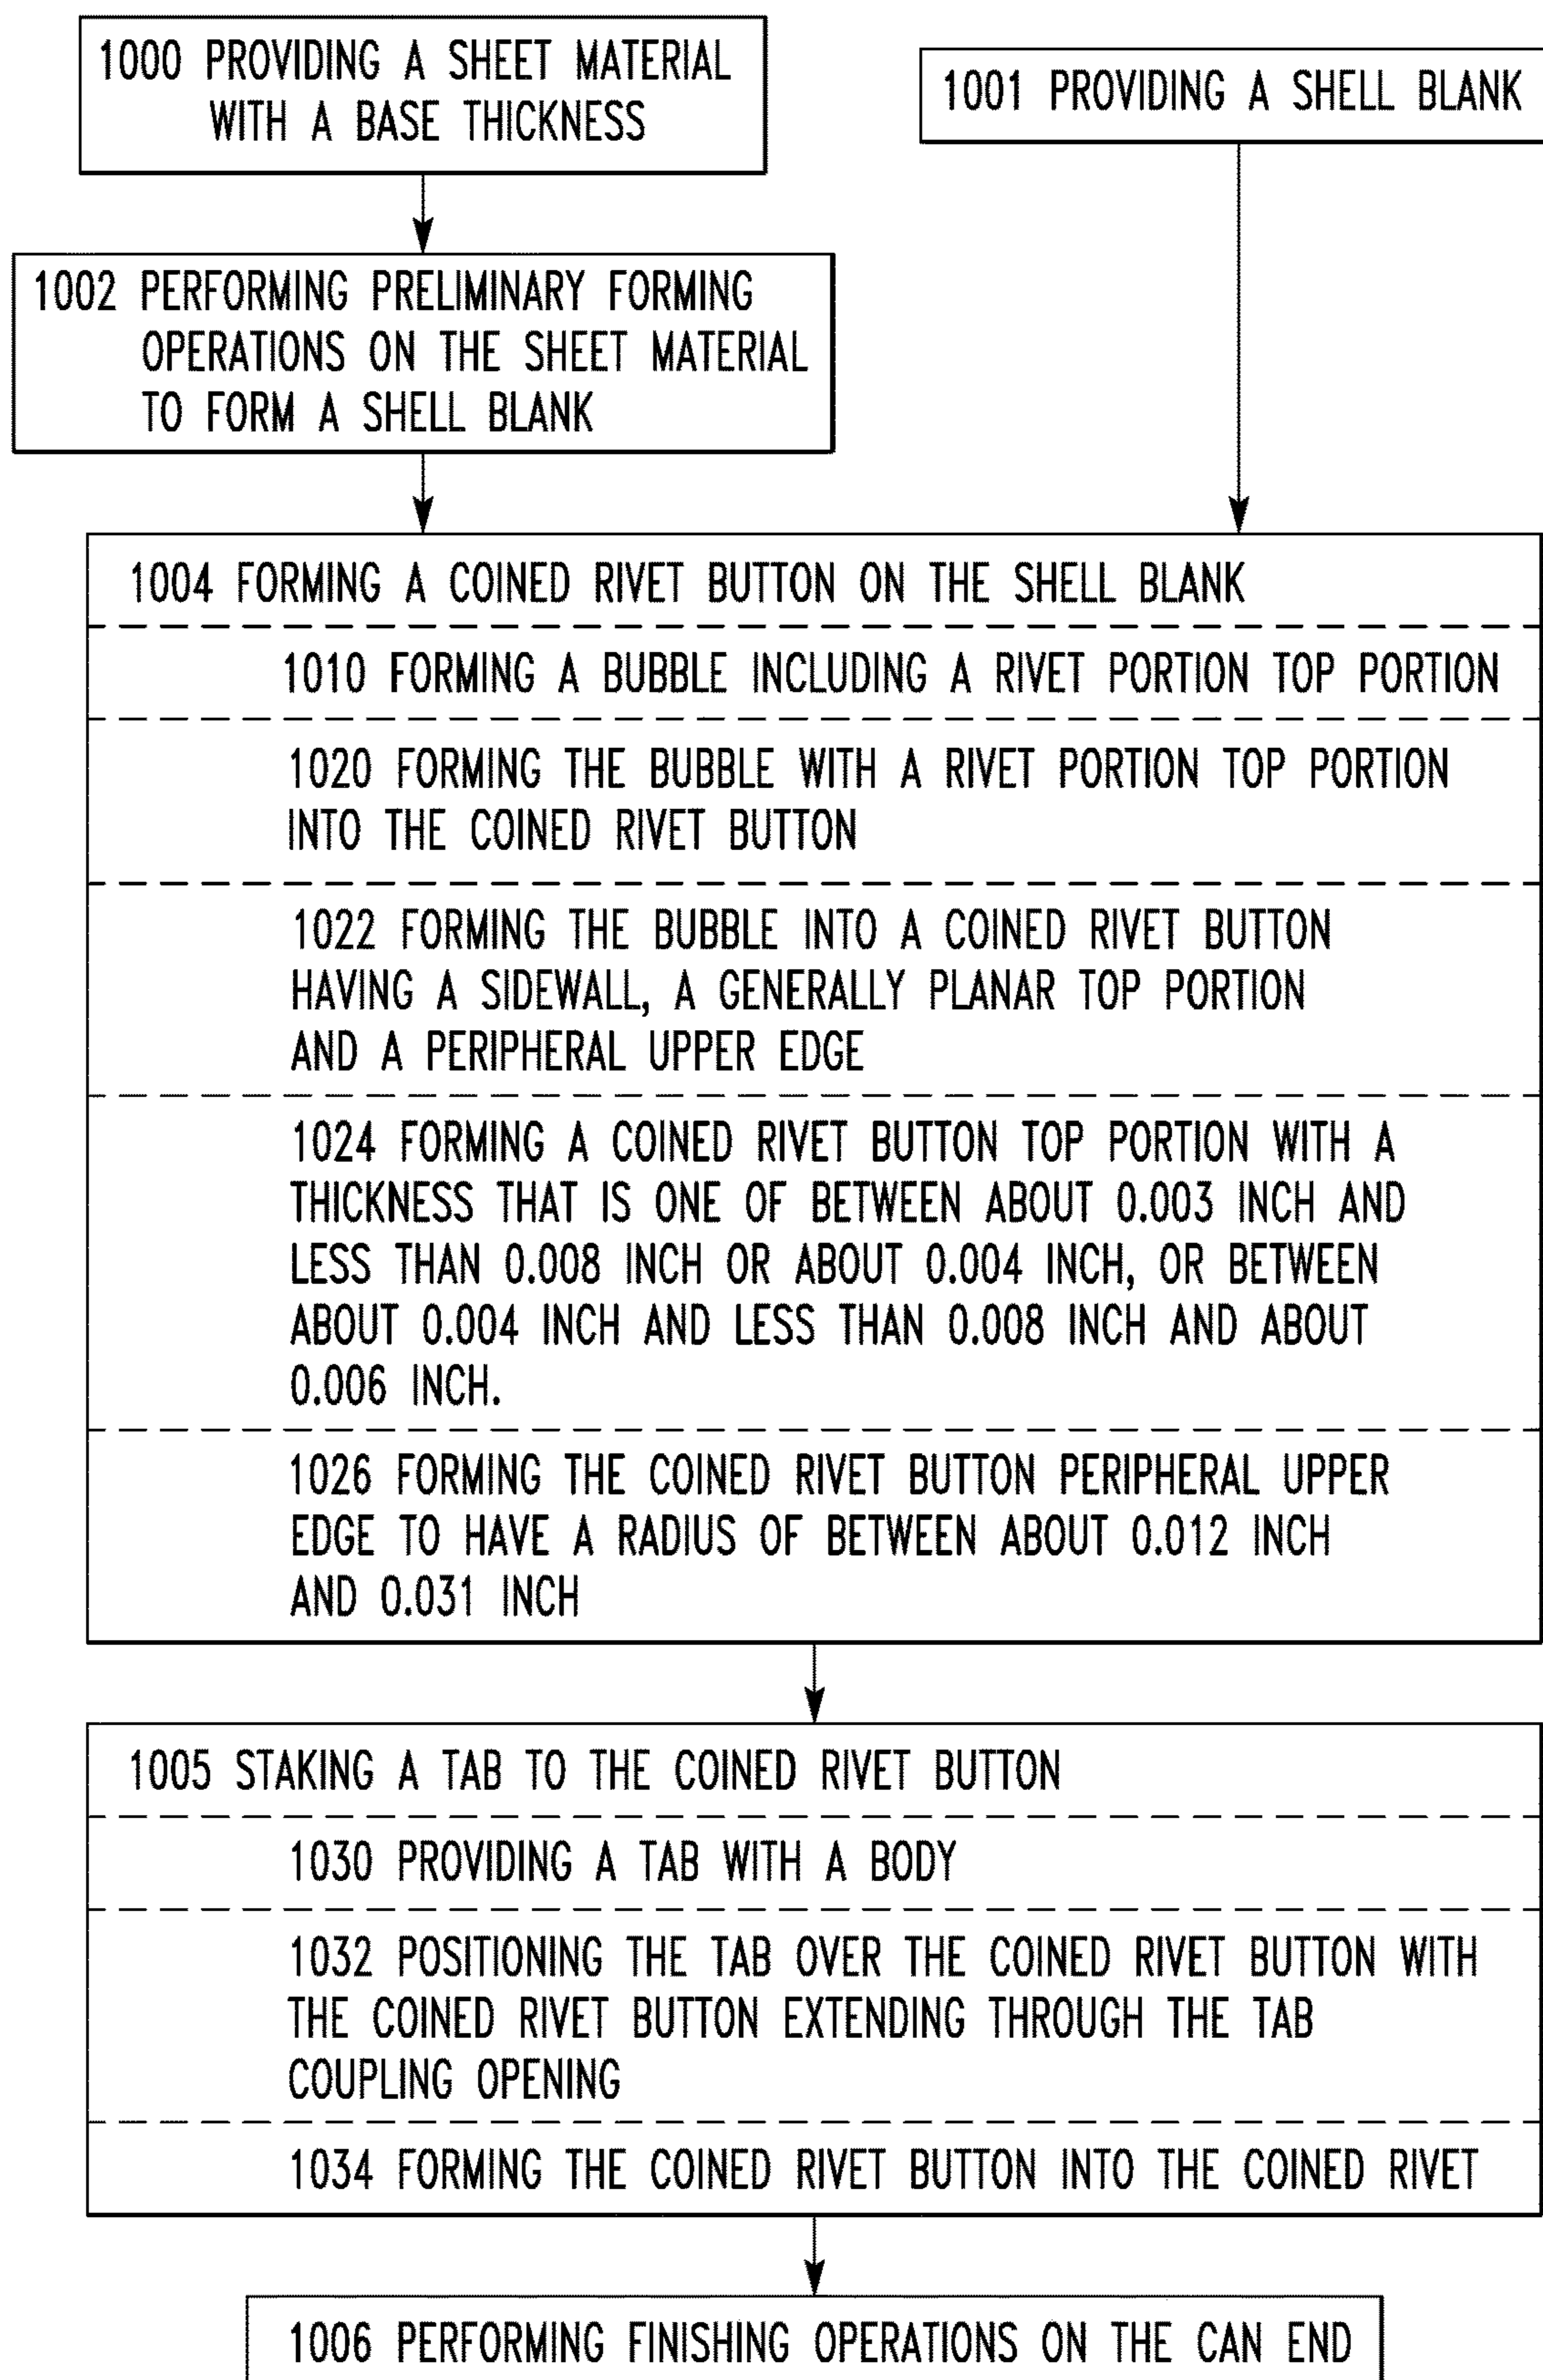 1000 PROVIDING A SHEET MATERIAL
WITH A BASE THICKNESS
1001 PROVIDING A SHELL BLANK
1002 PERFORMING PRELIMINARY FORMING
OPERATIONS ON THE SHEET MATERIAL
TO FORM A SHELL BLANK
1004 FORMING A COINED RIVET BUTTON ON THE SHELL BLANK
1010 FORMING A BUBBLE INCLUDING A RIVET PORTION TOP PORTION
1020 FORMING THE BUBBLE WITH A RIVET PORTION TOP PORTION
INTO THE COINED RIVET BUTTON
1022 FORMING THE BUBBLE INTO A COINED RIVET BUTTON
HAVING A SIDEWALL, A GENERALLY PLANAR TOP PORTION
AND A PERIPHERAL UPPER EDGE
1024 FORMING A COINED RIVET BUTTON TOP PORTION WITH A
THICKNESS THAT IS ONE OF BETWEEN ABOUT 0.003 INCH AND
LESS THAN 0.008 INCH OR ABOUT 0.004 INCH, OR BETWEEN
ABOUT 0.004 INCH AND LESS THAN 0.008 INCH AND ABOUT
0.006 INCH.
1026 FORMING THE COINED RIVET BUTTON PERIPHERAL UPPER
EDGE TO HAVE A RADIUS OF BETWEEN ABOUT 0.012 INCH
AND 0.031 INCH
1005 STAKING A TAB TO THE COINED RIVET BUTTON
1030 PROVIDING A TAB WITH A BODY
1032 POSITIONING THE TAB OVER THE COINED RIVET BUTTON WITH
THE COINED RIVET BUTTON EXTENDING THROUGH THE TAB
COUPLING OPENING
1034 FORMING THE COINED RIVET BUTTON INTO THE COINED RIVET
1006 PERFORMING FINISHING OPERATIONS ON THE CAN END